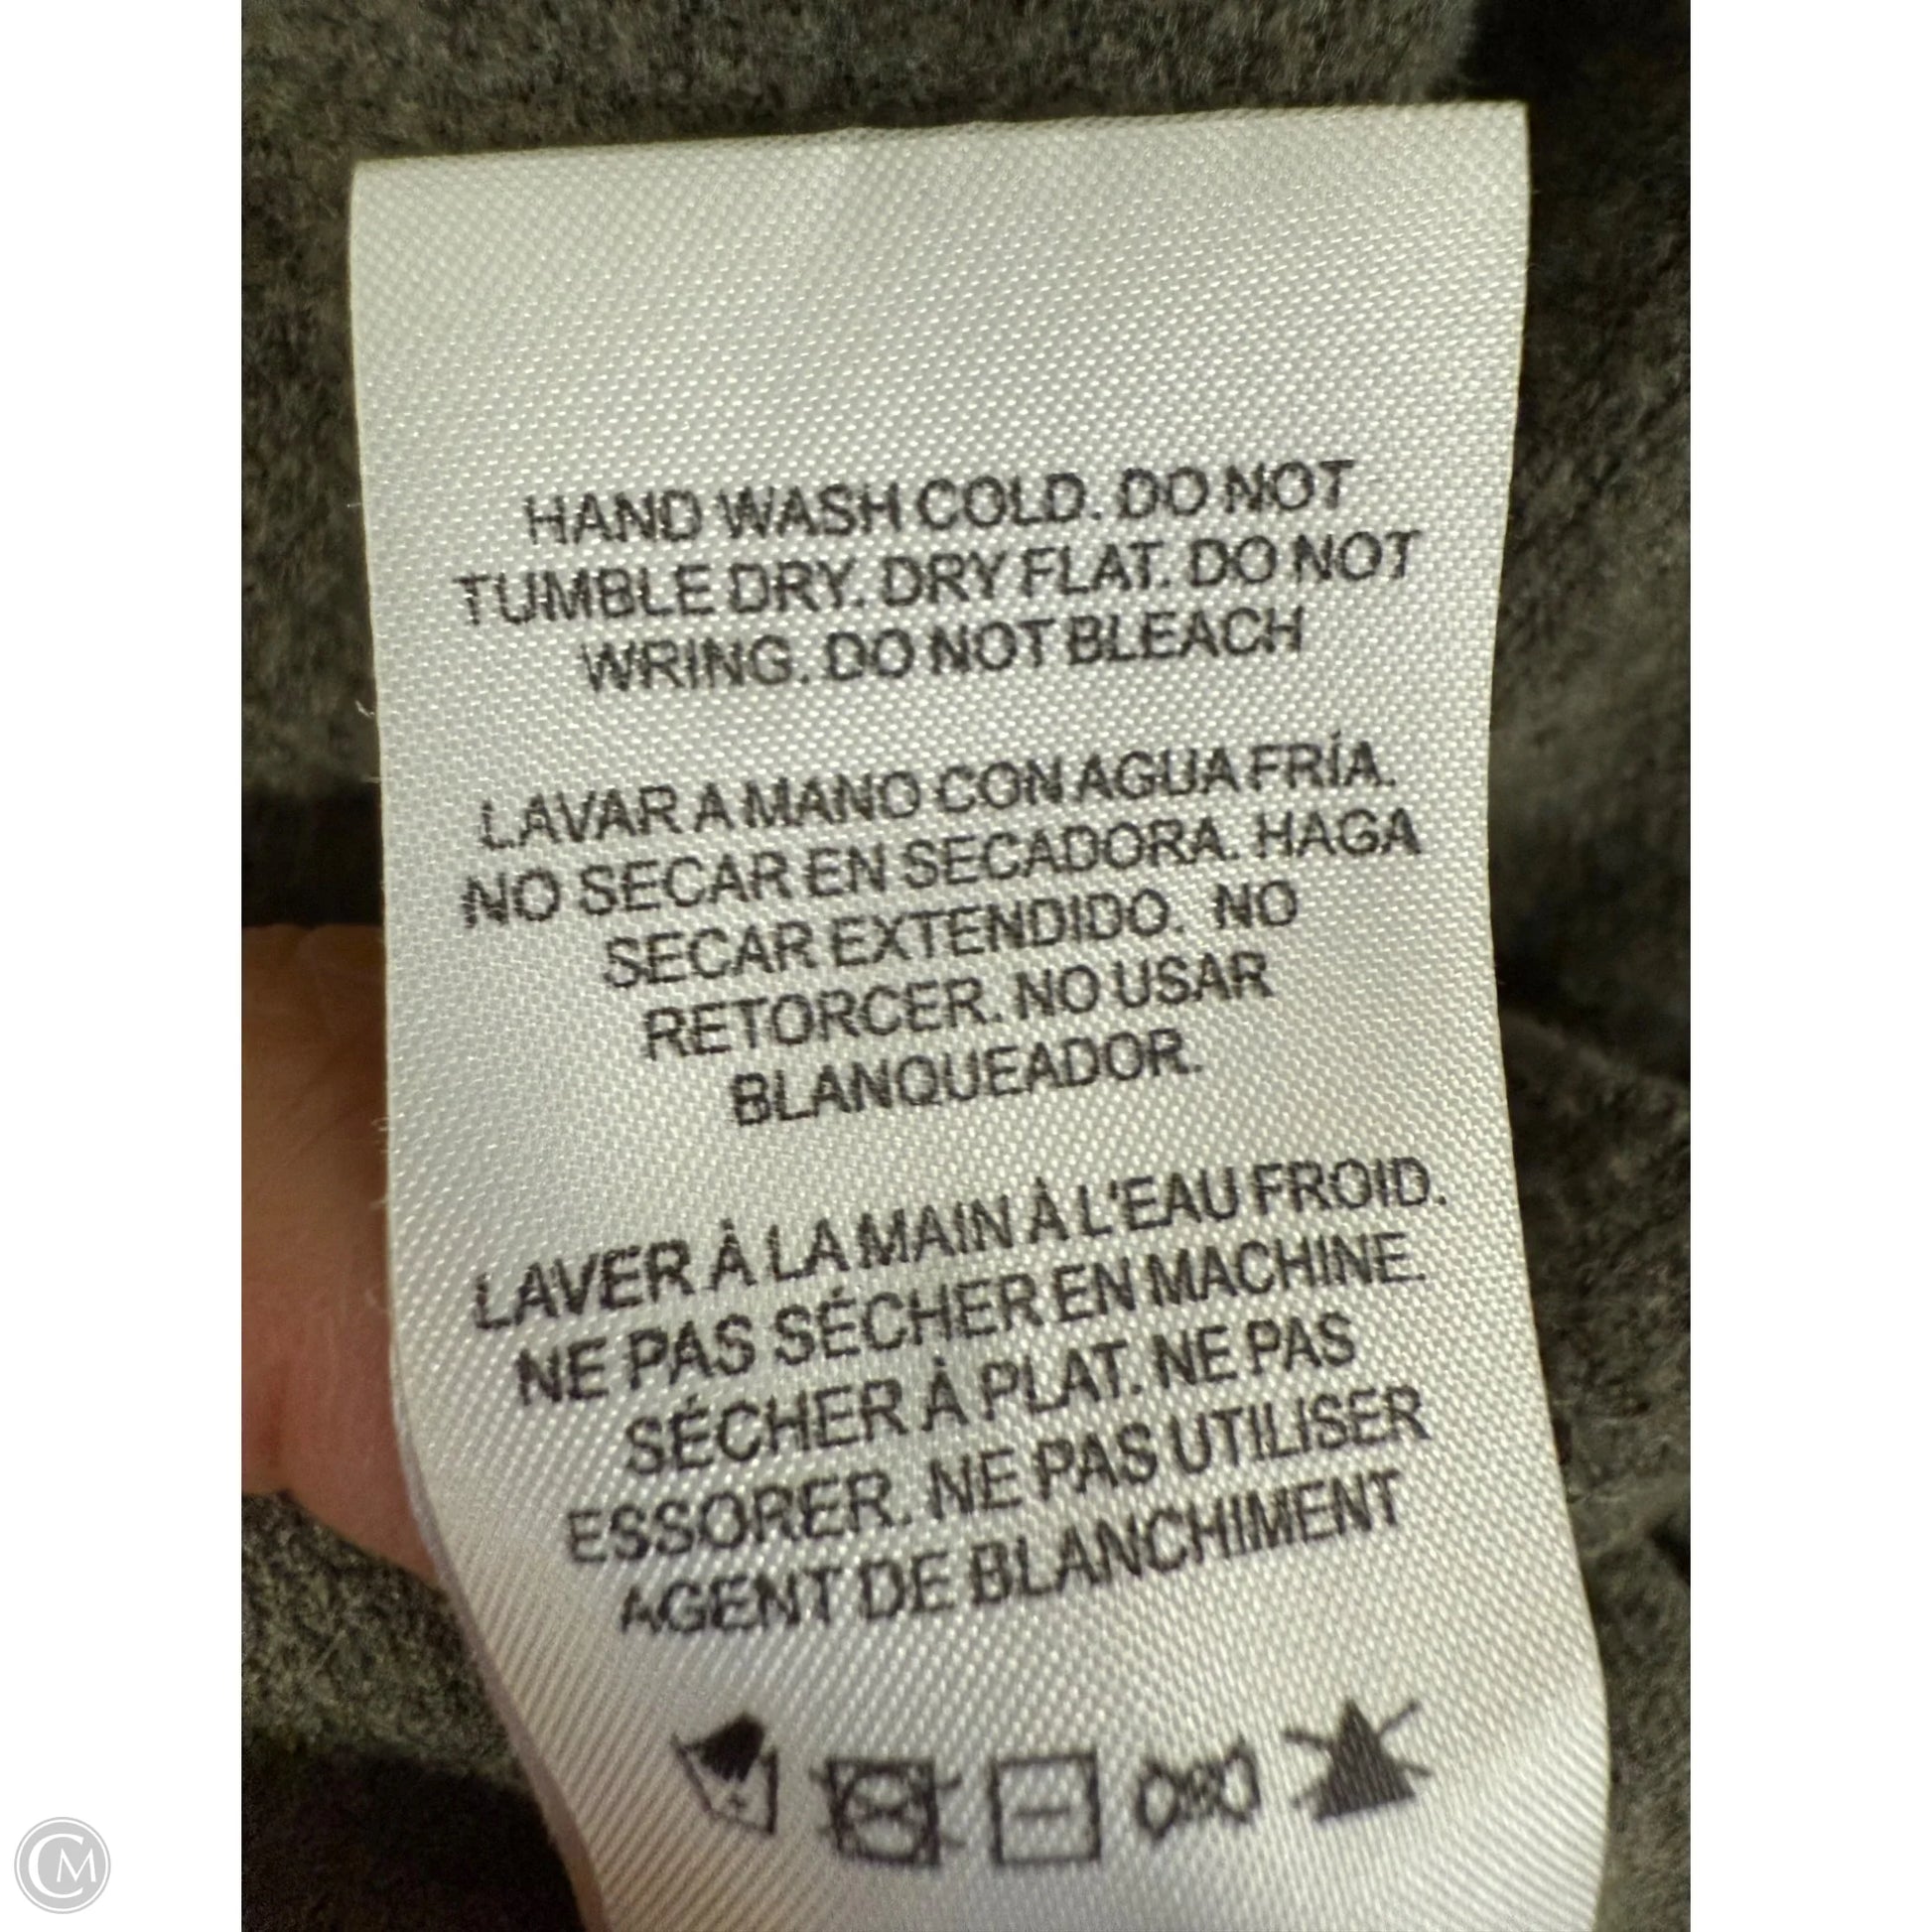 HAND WASH COLD. DO NOT
TUMBLE DRY. DRY FLAT. DO NOT
WRING. DO NOT BLEACH
LAVAR A MANO CON AGUA FRÍA.
NO SECAR EN SECADORA. HAGA
SECAR EXTENDIDO. NO
RETORCER. NO USAR
BLANQUEADOR.
LAVER À LA MAIN À L'EAU FROID.
NE PAS SÉCHER EN MACHINE.
SÉCHER À PLAT. NE PAS
ESSORER. NE PAS UTILISER
AGENT DE BLANCHIMENT
CM